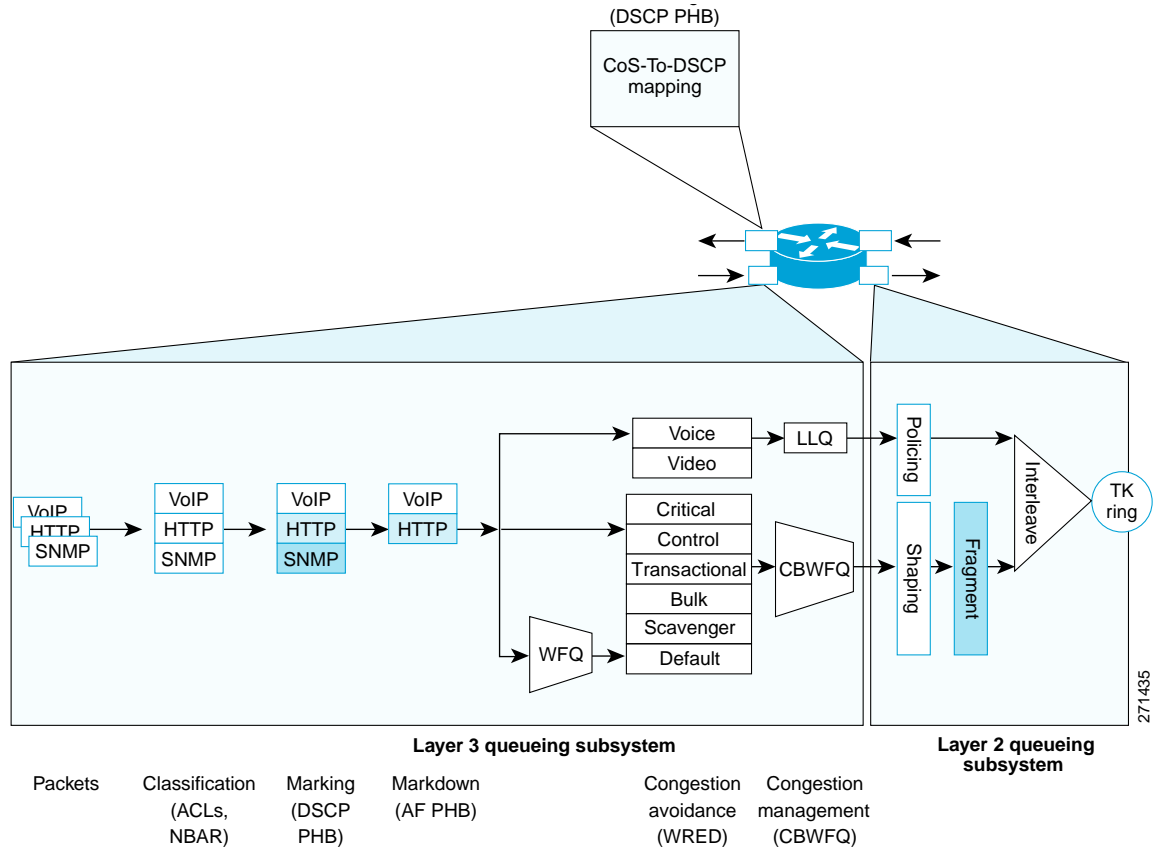 (DSCP PHB)
CoS-To-DSCP
mapping
VoIP
HTTP
SNMP
VoIP
HTTP
SNMP
VoIP
HTTP
SNMP
VoIP
HTTP
WFQ
Voice
Video
Critical
Control
Transactional
Bulk
Scavenger
Default
LLQ
CBWFQ
Policing
Shaping
Fragment
Interleave
TK
ring
271435
Layer 3 queueing subsystem
Layer 2 queueing
subsystem
Packets
Classification
(ACLs,
NBAR)
Marking
(DSCP
PHB)
Markdown
(AF PHB)
Congestion
avoidance
(WRED)
Congestion
management
(CBWFQ)